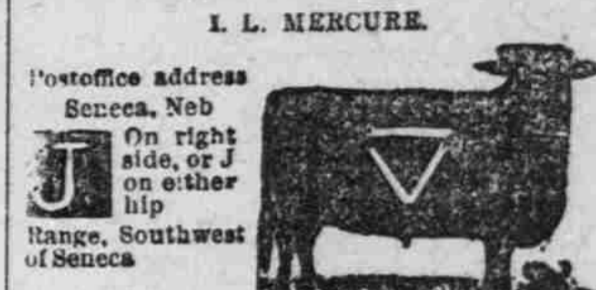 I. L. MERCURE.
Postoffice address
Seneca, Neb
J On right
side, or J
on either
hip
Range, Southwest
of Seneca